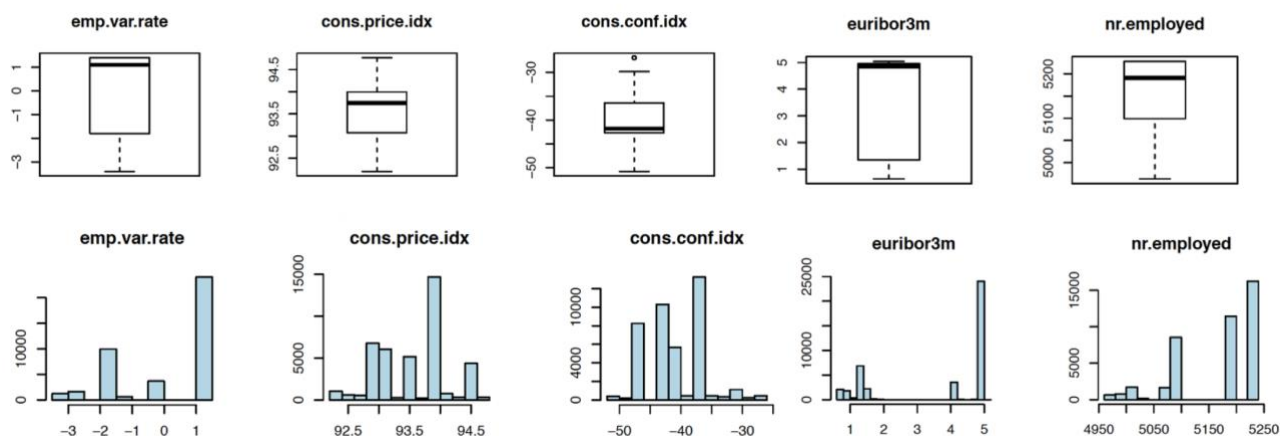 emp.var.rate
cons.price.idx
cons.conf.idx
euribor3m
nr.employed
1
0
−1
−3
94.5
93.5
92.5
−30
−40
−50
5
4
3
2
1
5200
5100
5000
emp.var.rate
cons.price.idx
cons.conf.idx
euribor3m
nr.employed
10000
0
15000
5000
0
10000
4000
0
25000
10000
0
15000
5000
0
−3 −2 −1 0 1
92.5 93.5 94.5
−50 −40 −30
1 2 3 4 5
4950 5050 5150 5250